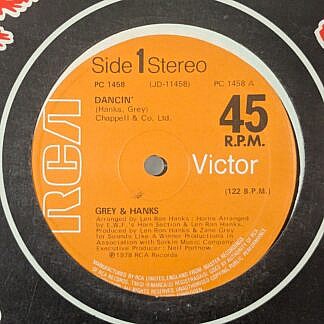 Side 1 Stereo
PC 1458 (JD-11458) PC 1458 A
DANCIN'
(Hanks, Grey)
Chappell & Co. Ltd.
45
R.P.M.
RCA
Victor
(122 B.P.M.)
GREY & HANKS
Arranged by Len Ron Hanks : Horns Arranged
by E.W.F.'s Horn Section & Len Ron Hanks.
Produced by Len Ron Hanks & Zane Grey
for Sounds Like A Winner Productions In
Association with Sorkin Music Company.
Executive Producer : Neil Portnow
℗ 1978 RCA Records